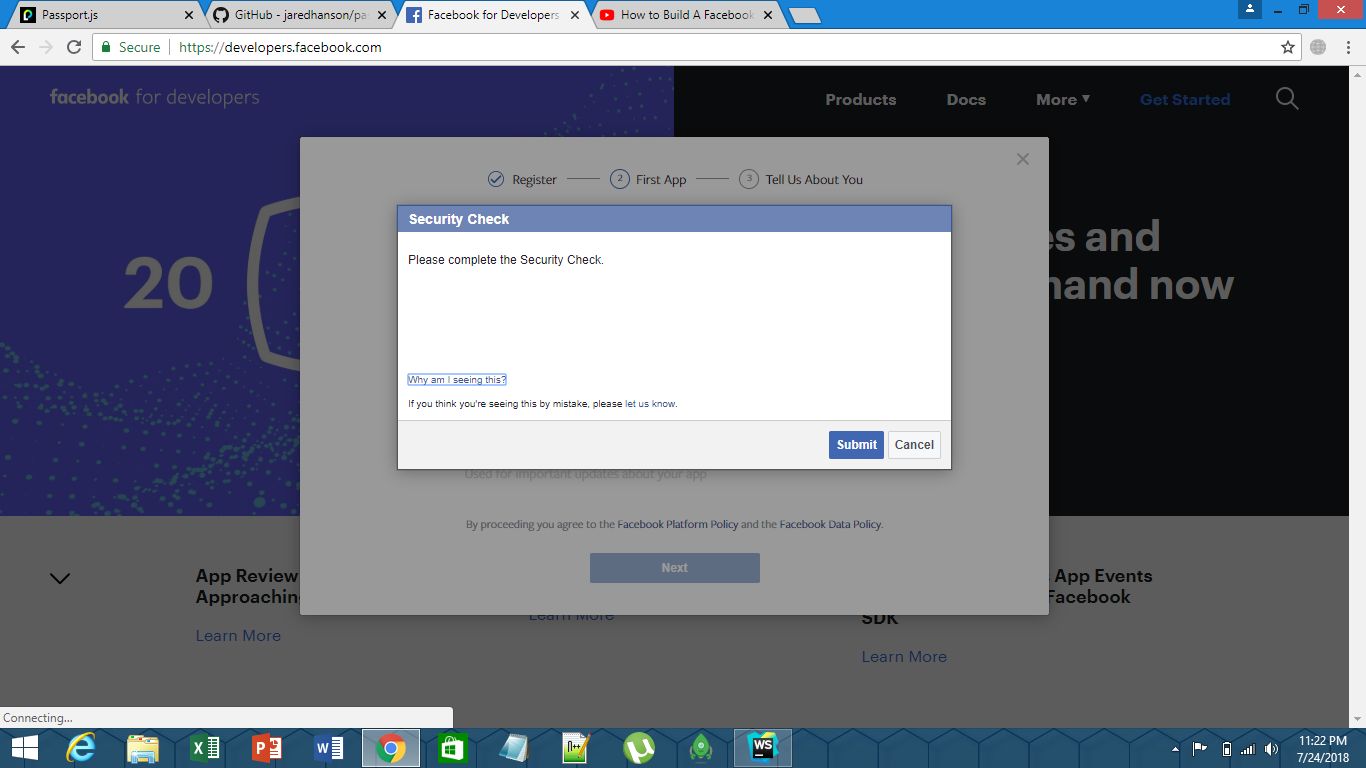 Passport.js
GitHub - jaredhanson/pa
Facebook for Developers
How to Build A Facebook
Secure
https://developers.facebook.com
facebook for developers
Products
Docs
More
Get Started
Register
2
First App
3
Tell Us About You
20
es and
mand now
Security Check
Please complete the Security Check.
Why am I seeing this?
If you think you're seeing this by mistake, please let us know.
Submit
Cancel
Used for important updates about your app
By proceeding you agree to the Facebook Platform Policy and the Facebook Data Policy.
Next
App Review
Approaching
Learn More
Learn More
App Events
Facebook
SDK
Learn More
Connecting...
WS
11:22 PM
7/24/2018